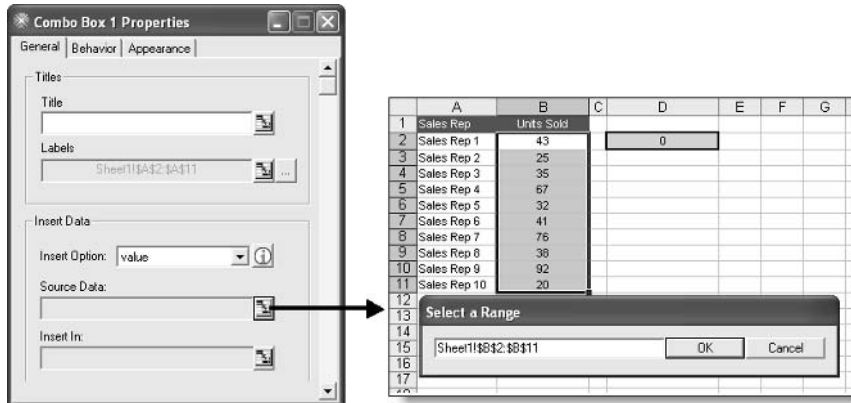 Combo Box 1 Properties
General Behavior Appearance
Titles
Title
Labels
Sheet1!$A$2:$A$11
...
Insert Data
Insert Option: value
Source Data:
Insert In:
A B C D E F G
1 Sales Rep Units Sold
2 Sales Rep 1 43 0
3 Sales Rep 2 25
4 Sales Rep 3 35
5 Sales Rep 4 67
6 Sales Rep 5 32
7 Sales Rep 6 41
8 Sales Rep 7 76
9 Sales Rep 8 38
10 Sales Rep 9 92
11 Sales Rep 10 20
12
13
14
15
16
17
Select a Range
Sheet1!$B$2:$B$11 OK Cancel